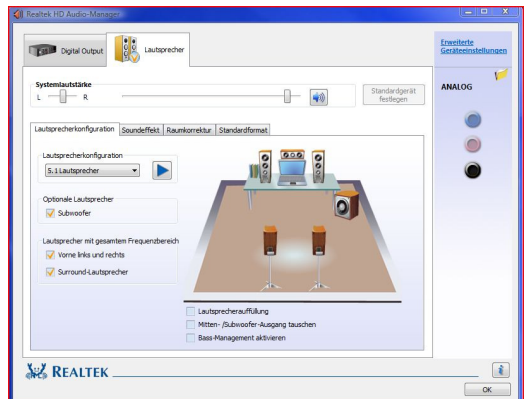 Realtek HD Audio-Manager
Digital Output
Lautsprecher
Erweiterte
Geräteeinstellungen
Systemlautstärke
L
R
Standardgerät
festlegen
ANALOG
Lautsprecherkonfiguration
Soundeffekt
Raumkorrektur
Standardformat
Lautsprecherkonfiguration
5.1 Lautsprecher
Optionale Lautsprecher
Subwoofer
Lautsprecher mit gesamtem Frequenzbereich
Vorne links und rechts
Surround-Lautsprecher
Lautsprecherauffüllung
Mitten- /Subwoofer-Ausgang tauschen
Bass-Management aktivieren
REALTEK
i
OK